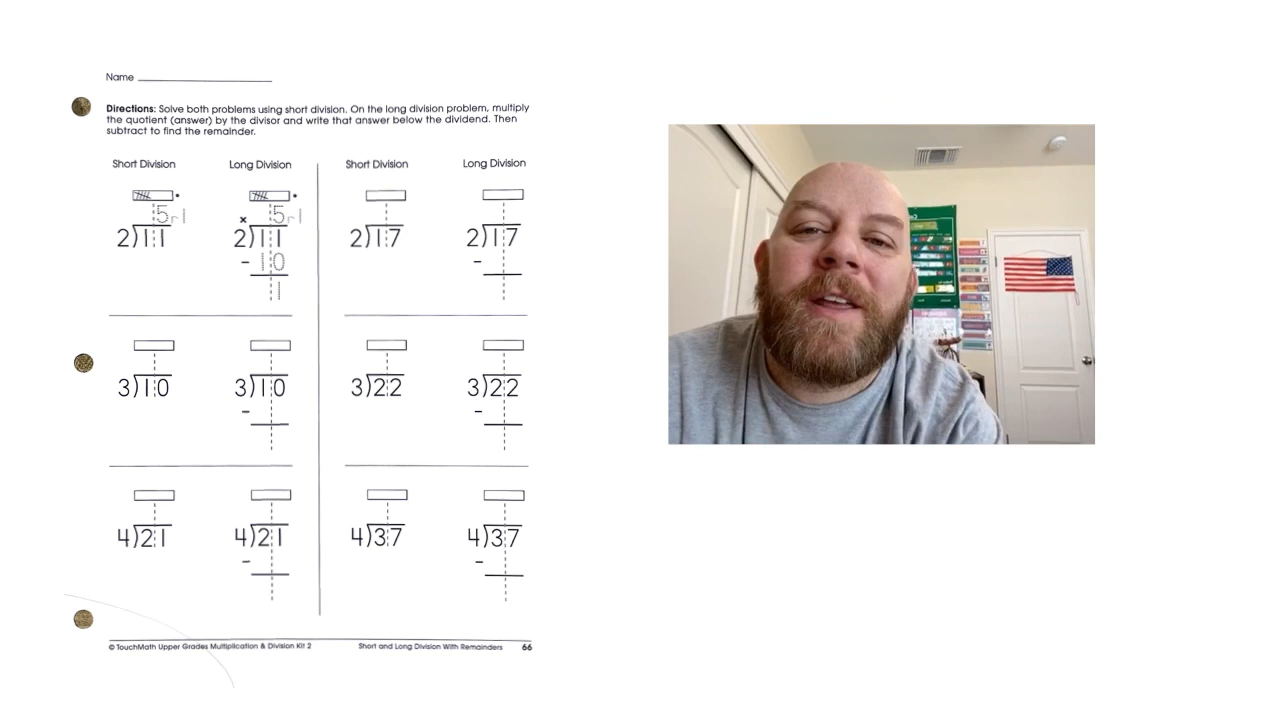 Name
Directions: Solve both problems using short division. On the long division problem, multiply
the quotient (answer) by the divisor and write that answer below the dividend. Then
subtract to find the remainder.
Short Division Long Division Short Division Long Division
5r1 × 5r1
2)11 2)11 2)17 2)17
- 10 -
1
3)10 3)10 3)22 3)22
- -
4)21 4)21 4)37 4)37
- -
© TouchMath Upper Grades Multiplication & Division Kit 2 Short and Long Division With Remainders 66